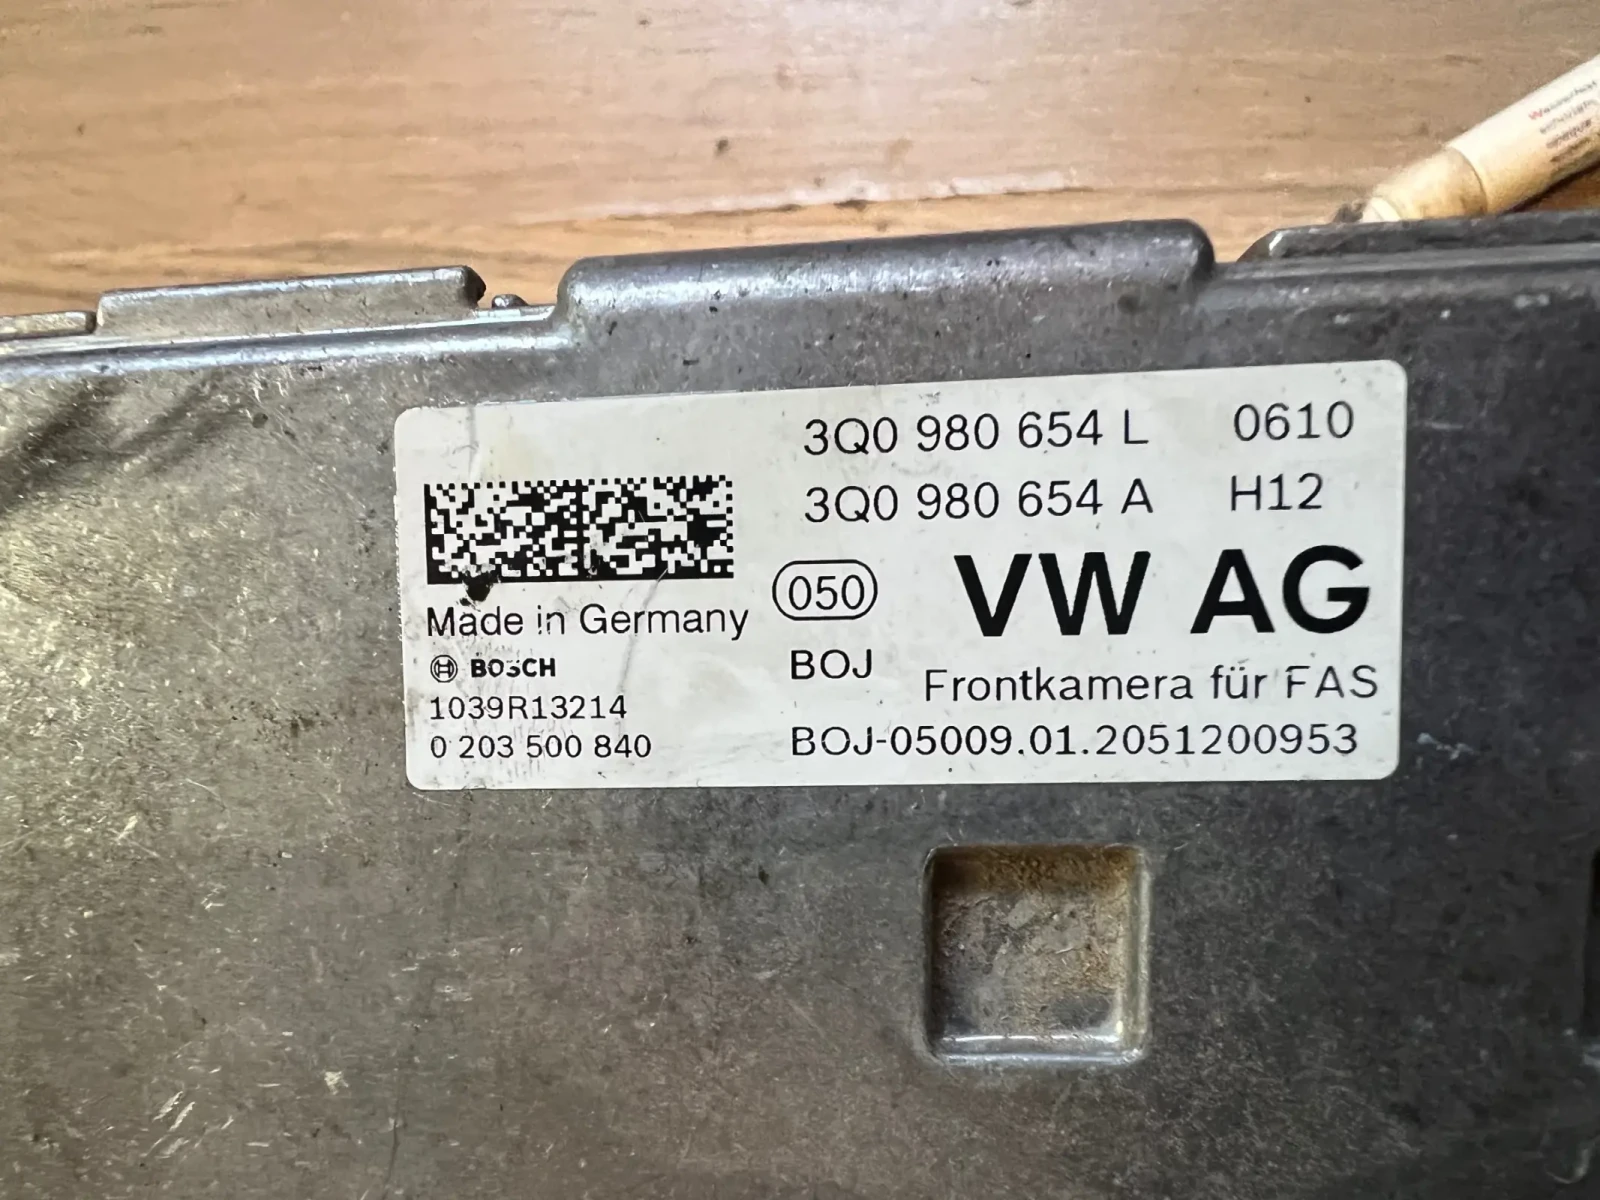 3Q0 980 654 L 0610
3Q0 980 654 A H12
050 VW AG
Made in Germany
BOSCH BOJ
Frontkamera für FAS
1039R13214
0 203 500 840 BOJ-05009.01.2051200953